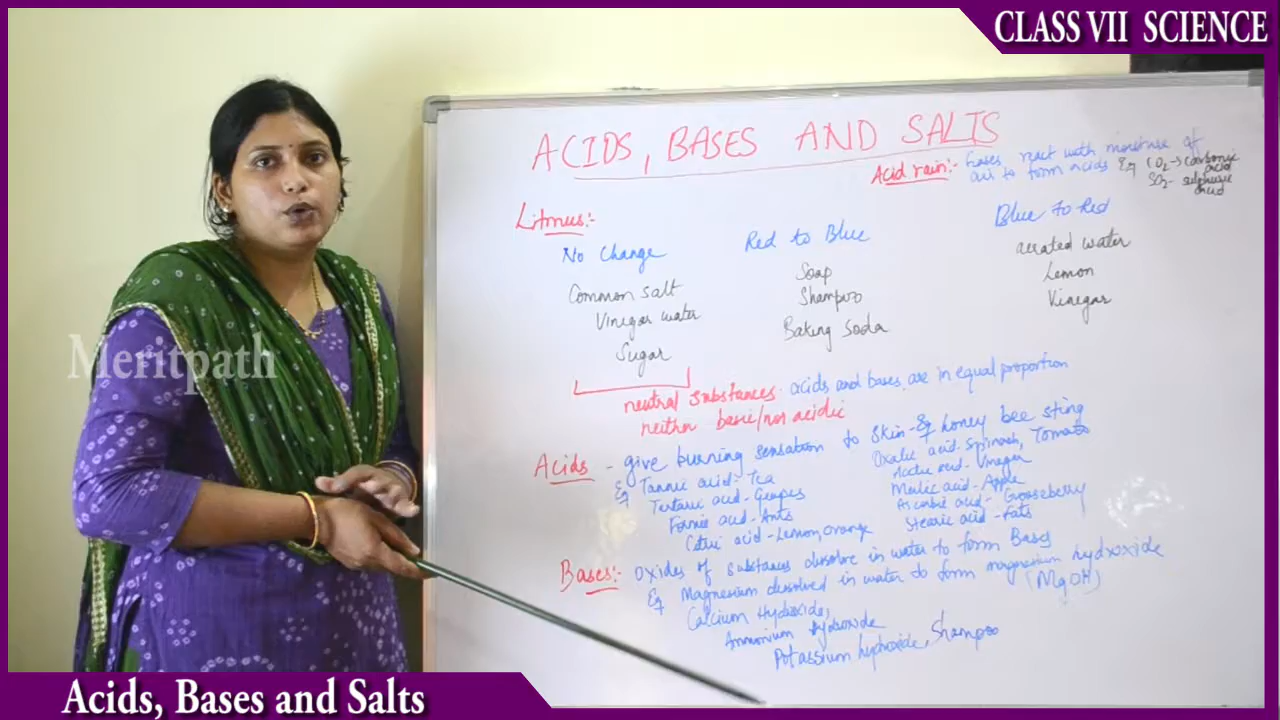 CLASS VII SCIENCE
ACIDS, BASES AND SALTS
Acid rain:- Gases react with moisture of
air to form acids Eg CO2→carbonic acid
SO2- sulphuric acid
Litmus:-
No Change
Red to Blue
Blue to Red
Common salt
Soap
aerated water
Vinegar water
Shampoo
Lemon
Sugar
Baking Soda
Vinegar
neutral substances - acids and bases are in equal proportion
neither basic/nor acidic
Acids - give burning sensation to skin - Eg honey bee sting
Eg Tannic acid - Tea
Oxalic acid - Spinach, Tomato
Tartaric acid - Grapes
Acetic acid - Vinegar
Formic acid - Ants
Malic acid - Apple
Citric acid - Lemon, orange
Ascorbic acid - Gooseberry
Stearic acid - Fats
Bases:- Oxides of substances dissolve in water to form Bases
Eg Magnesium dissolved in water to form magnesium hydroxide
(MgOH)
Calcium Hydroxide,
Ammonium hydroxide
Potassium hydroxide, Shampoo
Meritpath
Acids, Bases and Salts